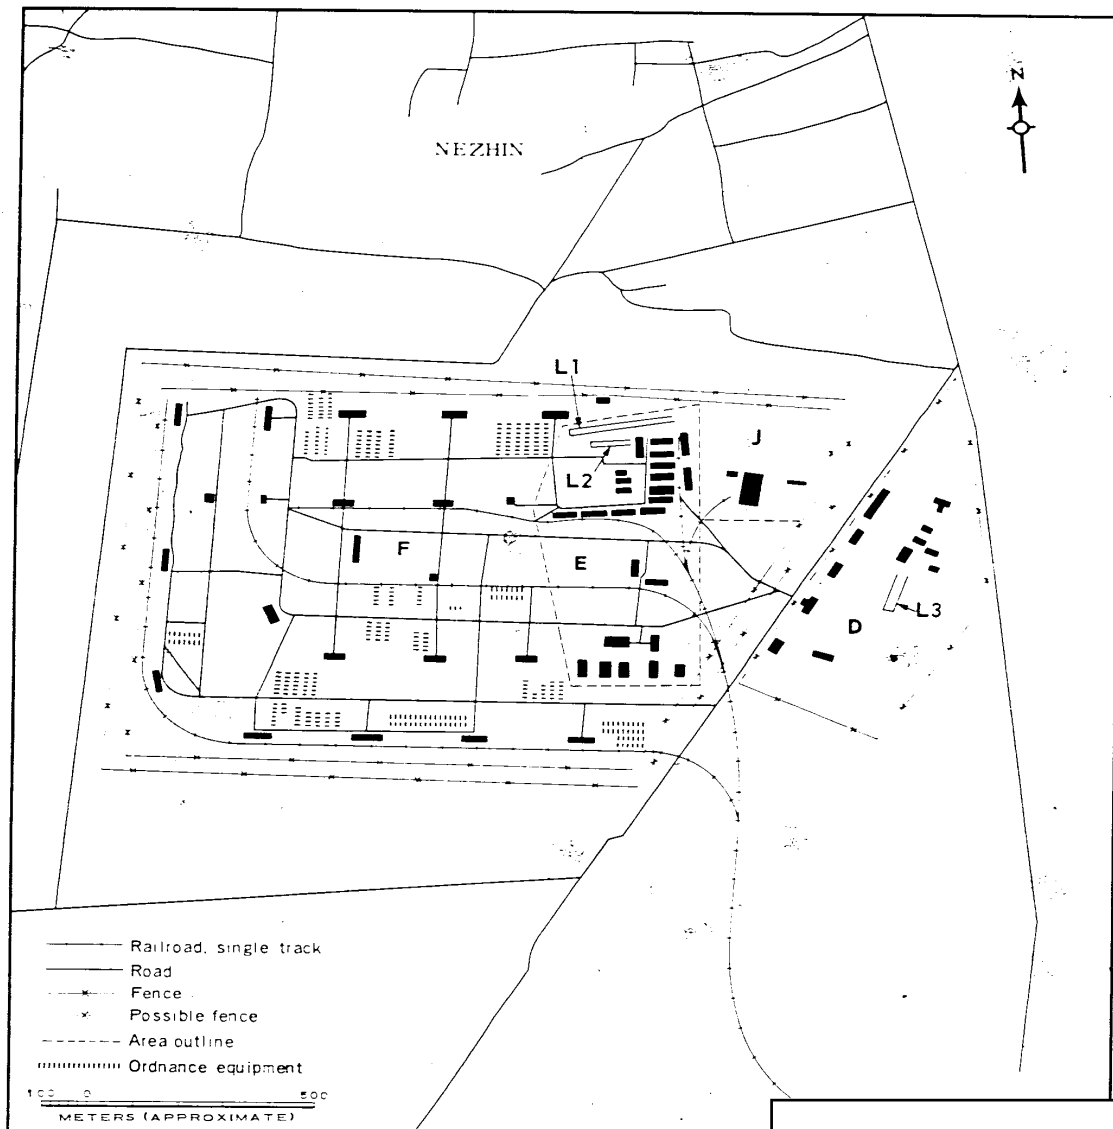 N
NEZHIN
L1
J
L2
F
E
L3
D
Railroad, single track
Road
Fence
Possible fence
Area outline
Ordnance equipment
100 0 500
METERS (APPROXIMATE)